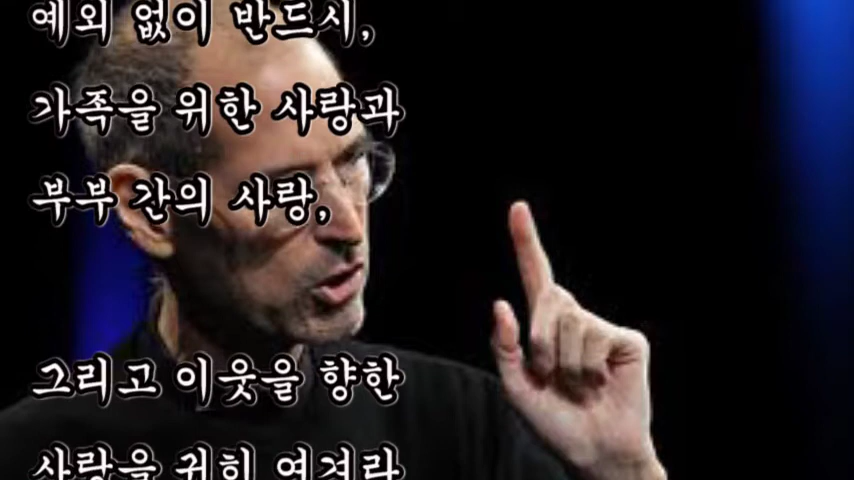 예외 없이 반드시,
가족을 위한 사랑과
부부 간의 사랑,
그리고 이웃을 향한
사랑을 귀히 여겨라